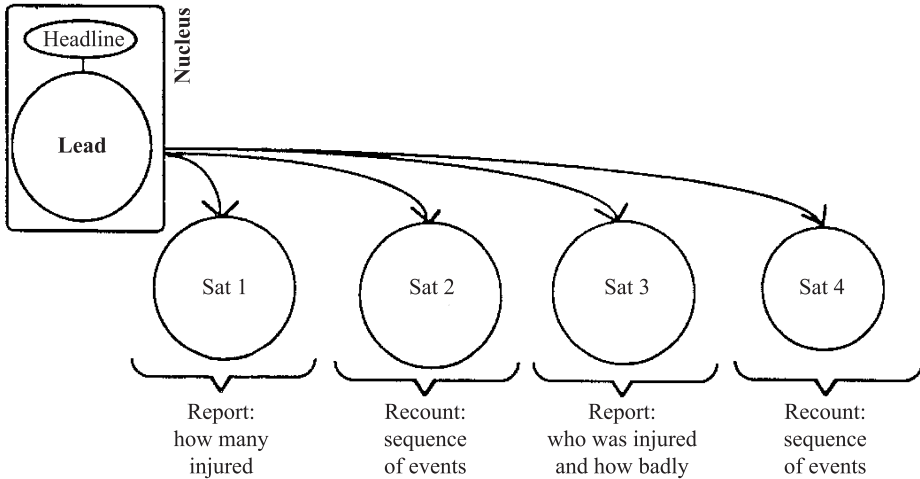 Headline
Nucleus
Lead
Sat 1
Sat 2
Sat 3
Sat 4
Report:
how many
injured
Recount:
sequence
of events
Report:
who was injured
and how badly
Recount:
sequence
of events